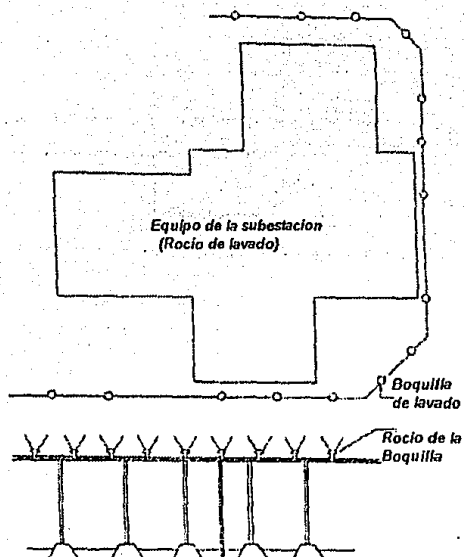 Equipo de la subestacion
(Rocio de lavado)
Boquilla
de lavado
Rocio de la
Boquilla